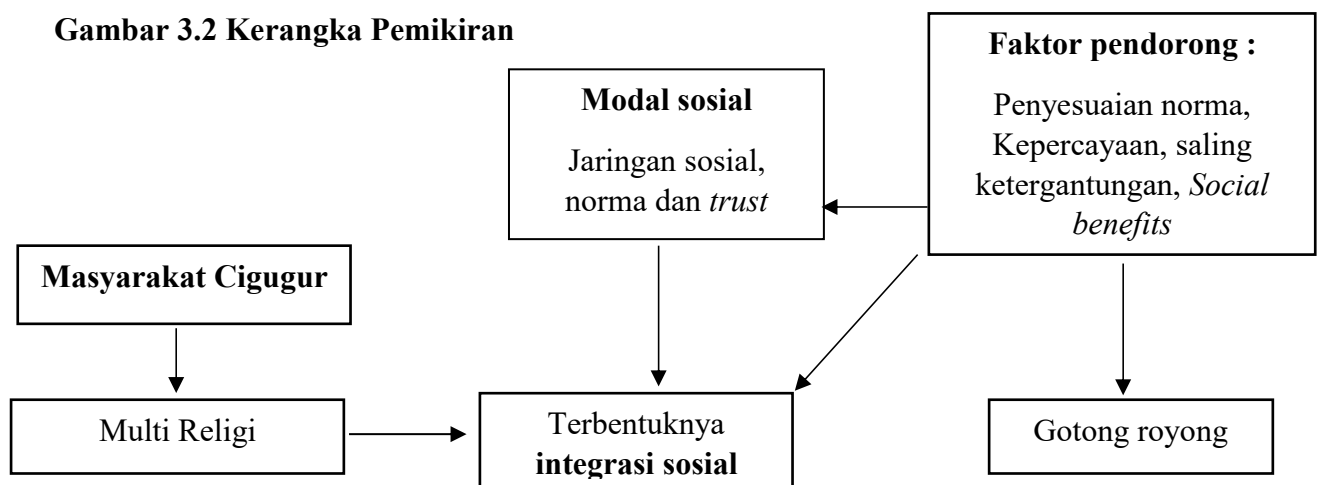 Gambar 3.2 Kerangka Pemikiran
Faktor pendorong :
Penyesuaian norma,
Kepercayaan, saling
ketergantungan, Social
benefits
Modal sosial
Jaringan sosial,
norma dan trust
Masyarakat Cigugur
Multi Religi
Terbentuknya
integrasi sosial
Gotong royong